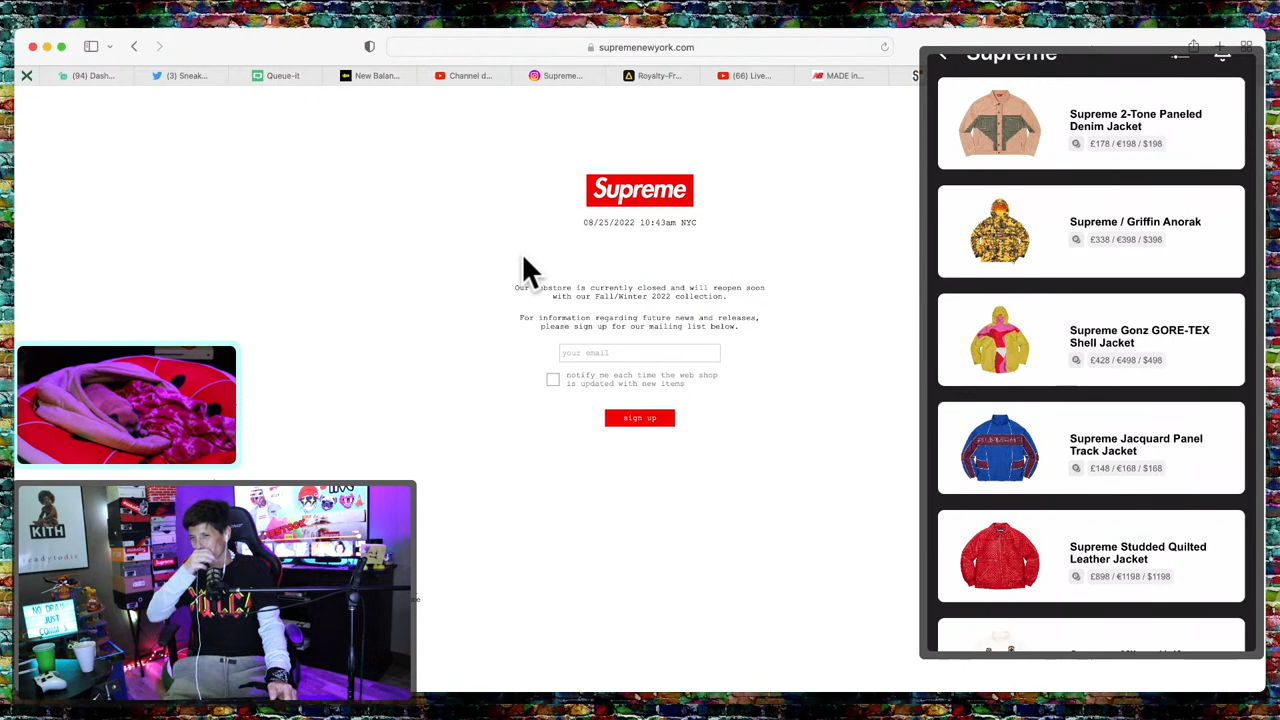 supremenewyork.com
(94) Dash...
(3) Sneak...
Queue-it
New Balan...
Channel d...
Supreme...
Royalty-Fr...
(66) Live...
MADE in...
Supreme
08/25/2022 10:43am NYC
is currently closed and will reopen soon
with our Fall/Winter 2022 collection.
For information regarding future news and releases,
please sign up for our mailing list below.
your email
notify me each time the web shop
is updated with new items
sign up
Supreme
Supreme 2-Tone Paneled
Denim Jacket
£178 / €198 / $198
Supreme / Griffin Anorak
£338 / €398 / $398
Supreme Gonz GORE-TEX
Shell Jacket
£428 / €498 / $498
Supreme Jacquard Panel
Track Jacket
£148 / €168 / $168
Supreme Studded Quilted
Leather Jacket
£898 / €1198 / $1198
KITH
readytodie
NO DRAMA
JUST